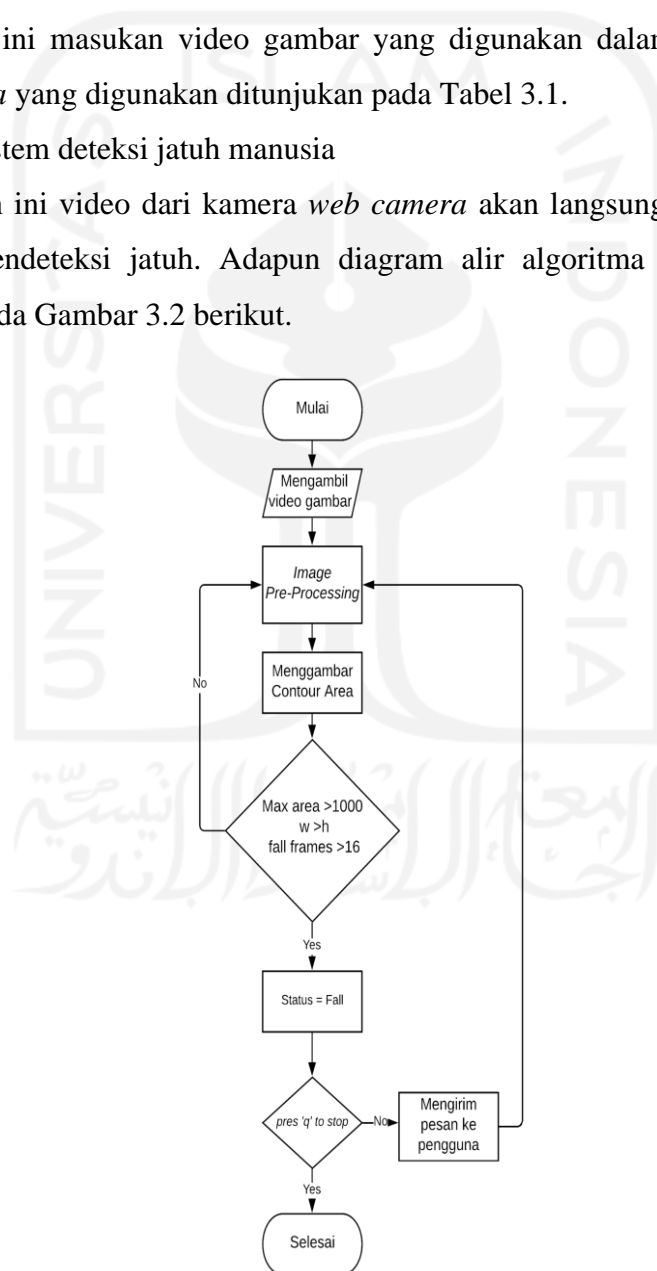 ini masukan video gambar yang digunakan dalam
yang digunakan ditunjukan pada Tabel 3.1.
stem deteksi jatuh manusia
ini video dari kamera web camera akan langsung
endeteksi jatuh. Adapun diagram alir algoritma
da Gambar 3.2 berikut.
ISLAM
UNIVERSITAS
INDONESIA
Mulai
Mengambil
video gambar
Image
Pre-Processing
Menggambar
Contour Area
No
Max area >1000
w >h
fall frames >16
Yes
Status = Fall
pres 'q' to stop
No
Mengirim
pesan ke
pengguna
Yes
Selesai